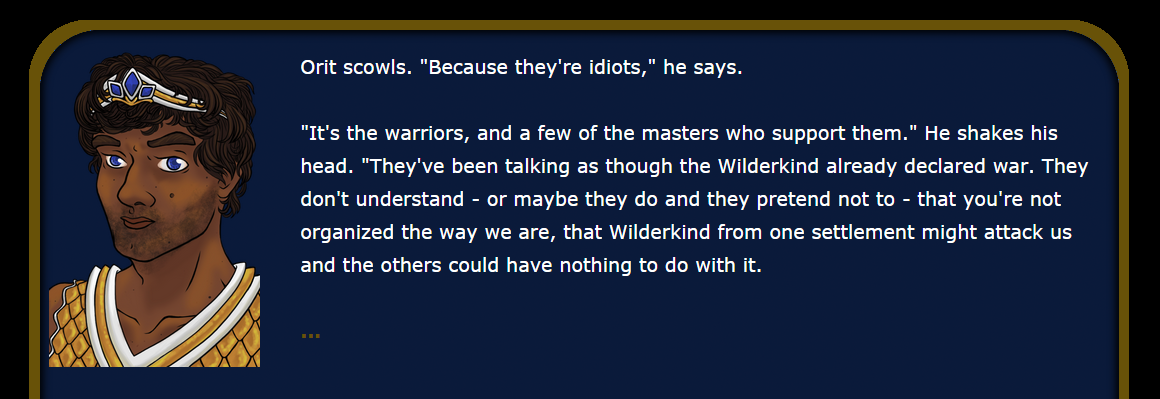 Orit scowls. "Because they're idiots," he says.
"It's the warriors, and a few of the masters who support them." He shakes his
head. "They've been talking as though the Wilderkind already declared war. They
don't understand - or maybe they do and they pretend not to - that you're not
organized the way we are, that Wilderkind from one settlement might attack us
and the others could have nothing to do with it.
...